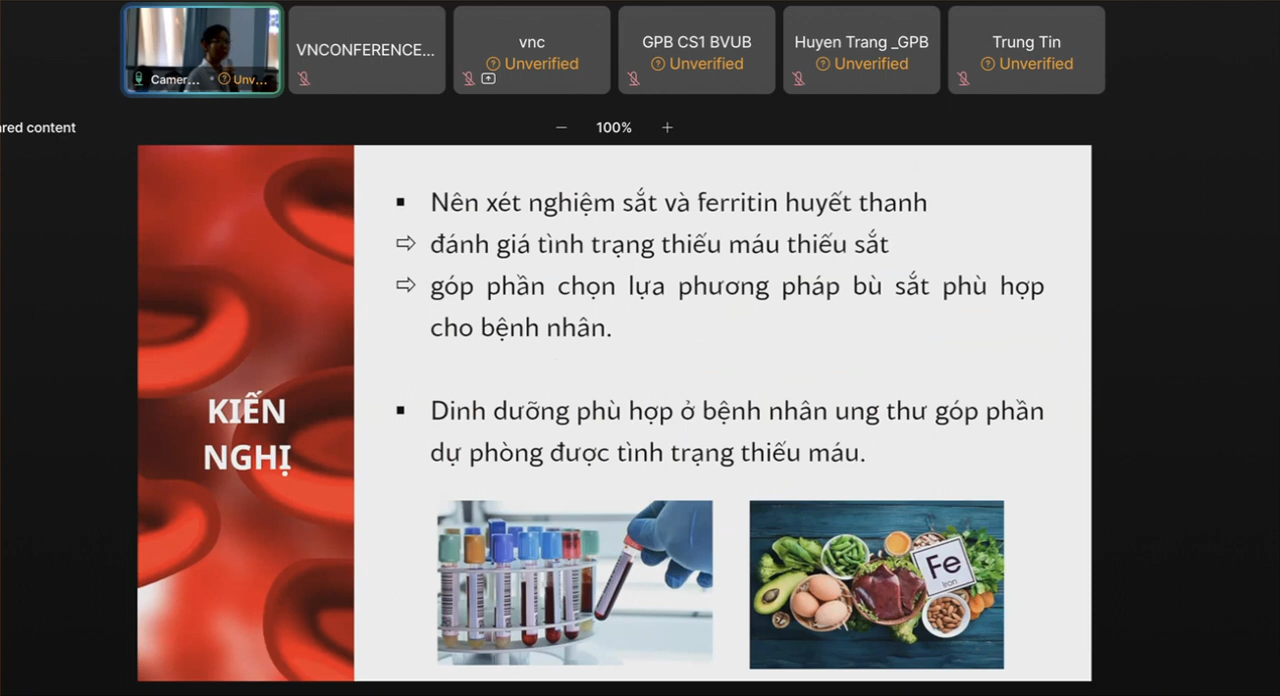 VNCONFERENCE...
vnc
Unverified
GPB CS1 BVUB
Unverified
Huyen Trang _GPB
Unverified
Trung Tin
Unverified
Camer... • Unv...
ared content
− 100% +
KIẾN
NGHỊ
▪ Nên xét nghiệm sắt và ferritin huyết thanh
⇨ đánh giá tình trạng thiếu máu thiếu sắt
⇨ góp phần chọn lựa phương pháp bù sắt phù hợp
cho bệnh nhân.
▪ Dinh dưỡng phù hợp ở bệnh nhân ung thư góp phần
dự phòng được tình trạng thiếu máu.
Fe
Iron